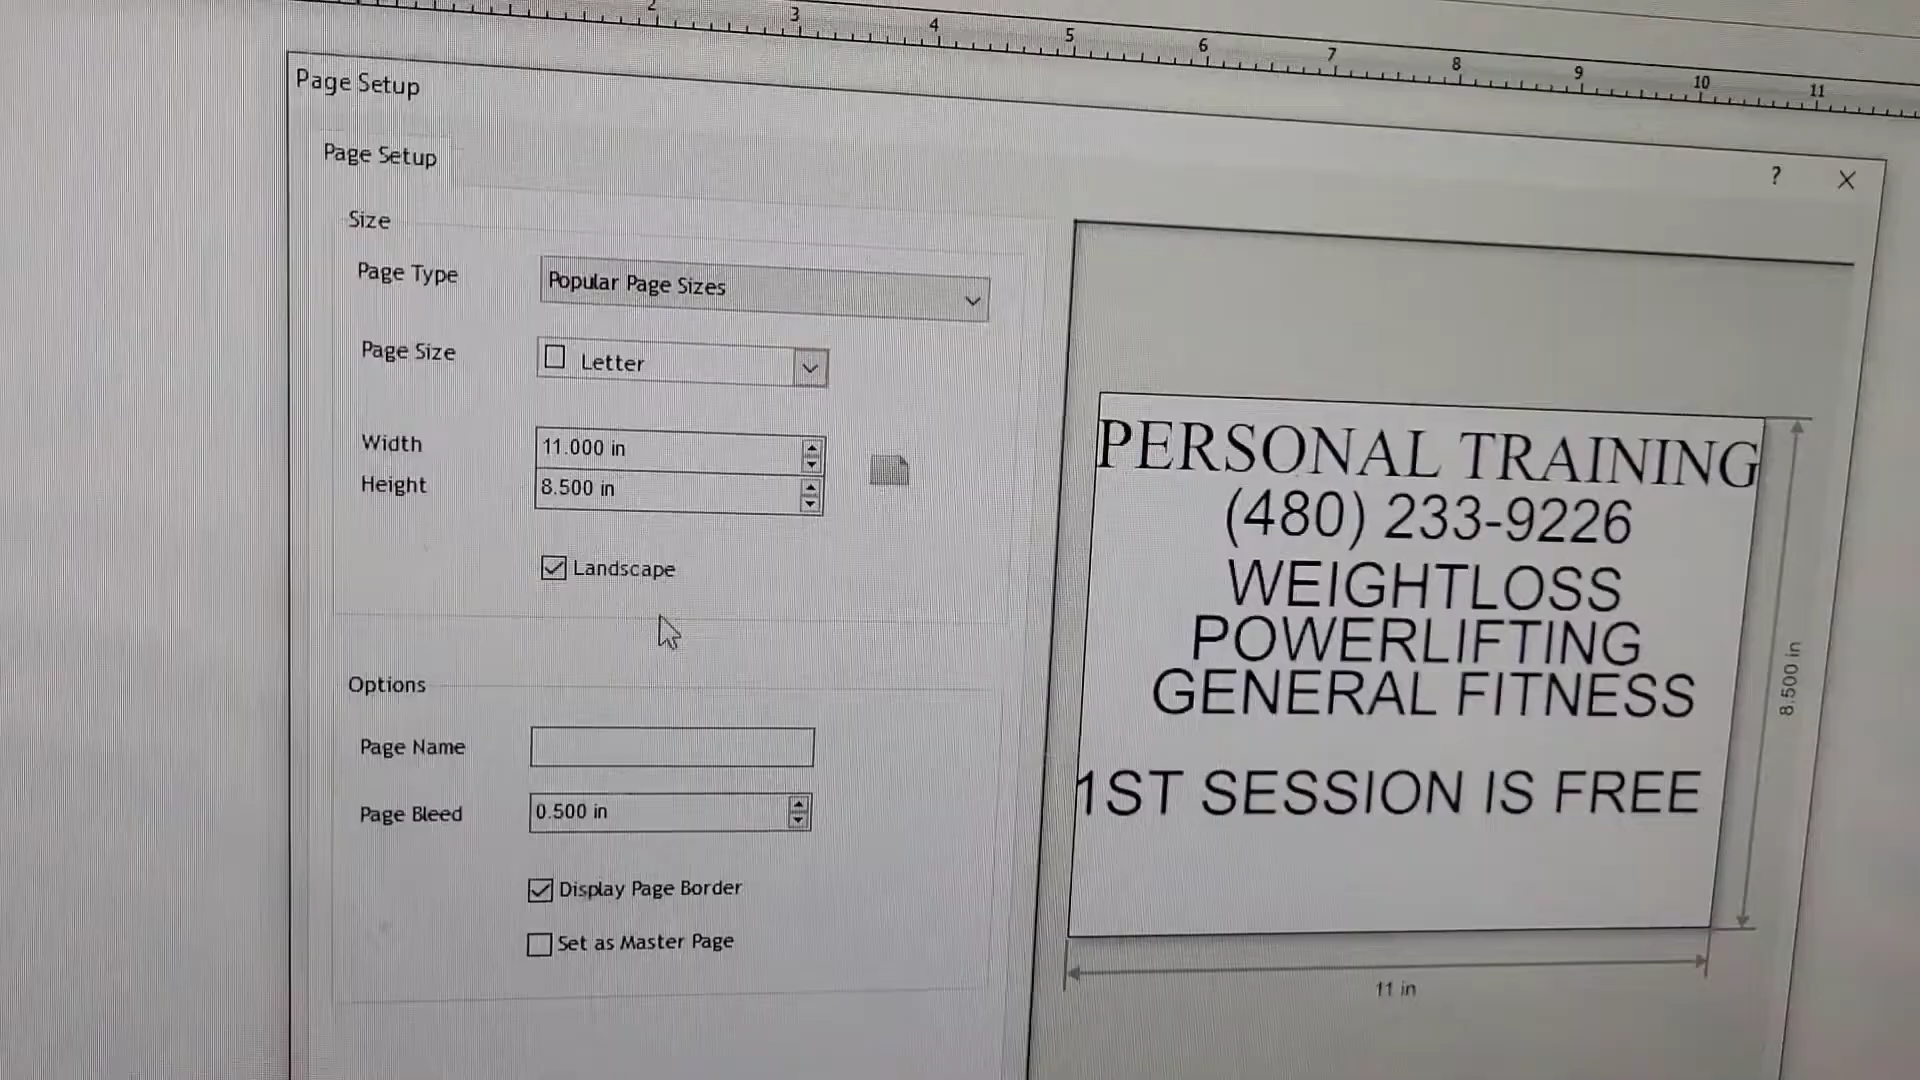 2 3 4 5 6 7 8 9 10 11
Page Setup
Page Setup
? X
Size
Page Type Popular Page Sizes
Page Size Letter
Width 11.000 in
Height 8.500 in
Landscape
Options
Page Name
Page Bleed 0.500 in
Display Page Border
Set as Master Page
PERSONAL TRAINING
(480) 233-9226
WEIGHTLOSS
POWERLIFTING
GENERAL FITNESS
1ST SESSION IS FREE
8.500 in
11 in